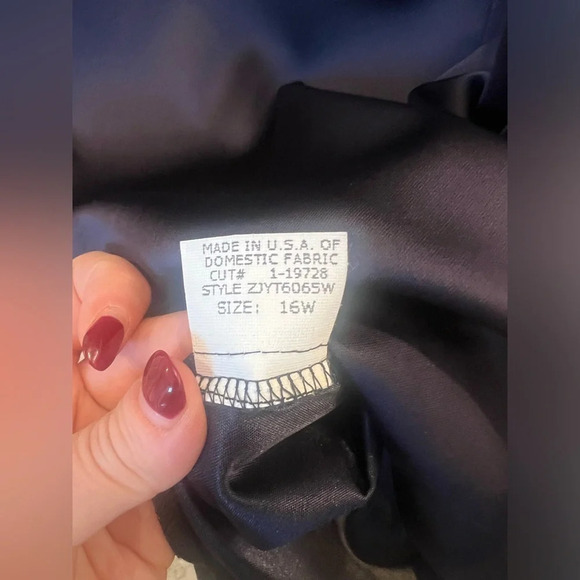 MADE IN U.S.A. OF
DOMESTIC FABRIC
CUT# 1-19728
STYLE ZJYT6065W
SIZE: 16W